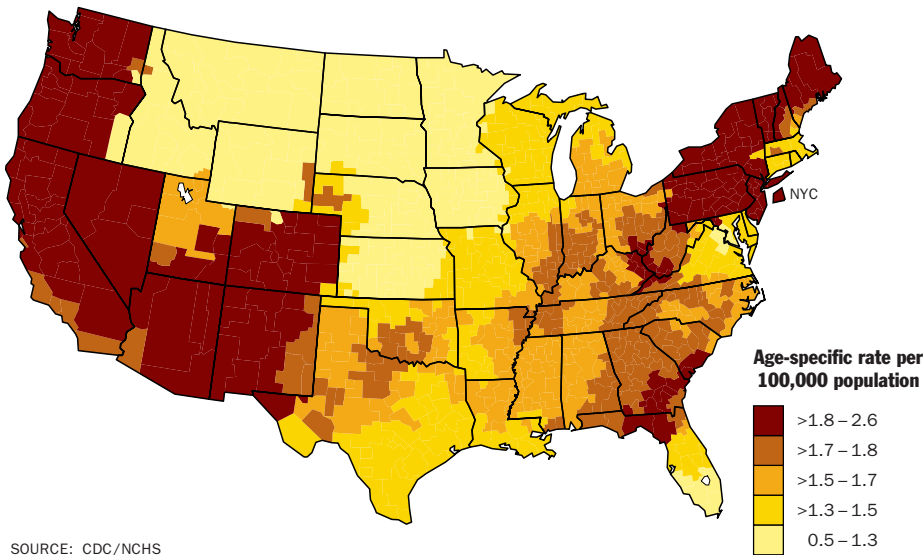 NYC
Age-specific rate per
100,000 population
>1.8 – 2.6
>1.7 – 1.8
>1.5 – 1.7
>1.3 – 1.5
0.5 – 1.3
SOURCE: CDC/NCHS